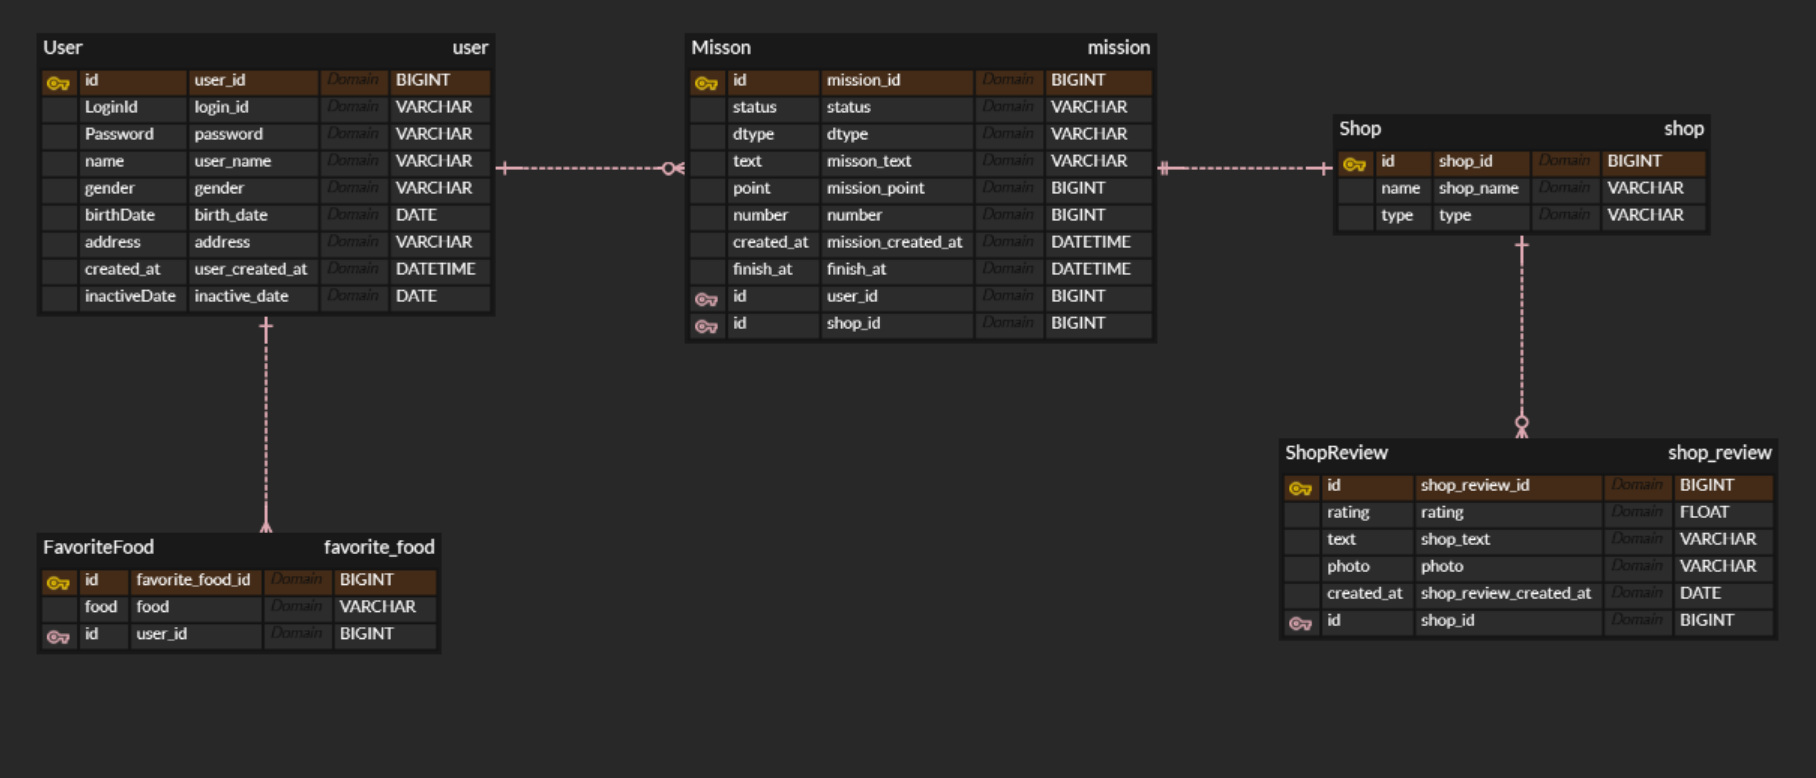 User user
id user_id Domain BIGINT
LoginId login_id Domain VARCHAR
Password password Domain VARCHAR
name user_name Domain VARCHAR
gender gender Domain VARCHAR
birthDate birth_date Domain DATE
address address Domain VARCHAR
created_at user_created_at Domain DATETIME
inactiveDate inactive_date Domain DATE
Misson mission
id mission_id Domain BIGINT
status status Domain VARCHAR
dtype dtype Domain VARCHAR
text misson_text Domain VARCHAR
point mission_point Domain BIGINT
number number Domain BIGINT
created_at mission_created_at Domain DATETIME
finish_at finish_at Domain DATETIME
id user_id Domain BIGINT
id shop_id Domain BIGINT
Shop shop
id shop_id Domain BIGINT
name shop_name Domain VARCHAR
type type Domain VARCHAR
FavoriteFood favorite_food
id favorite_food_id Domain BIGINT
food food Domain VARCHAR
id user_id Domain BIGINT
ShopReview shop_review
id shop_review_id Domain BIGINT
rating rating Domain FLOAT
text shop_text Domain VARCHAR
photo photo Domain VARCHAR
created_at shop_review_created_at Domain DATE
id shop_id Domain BIGINT